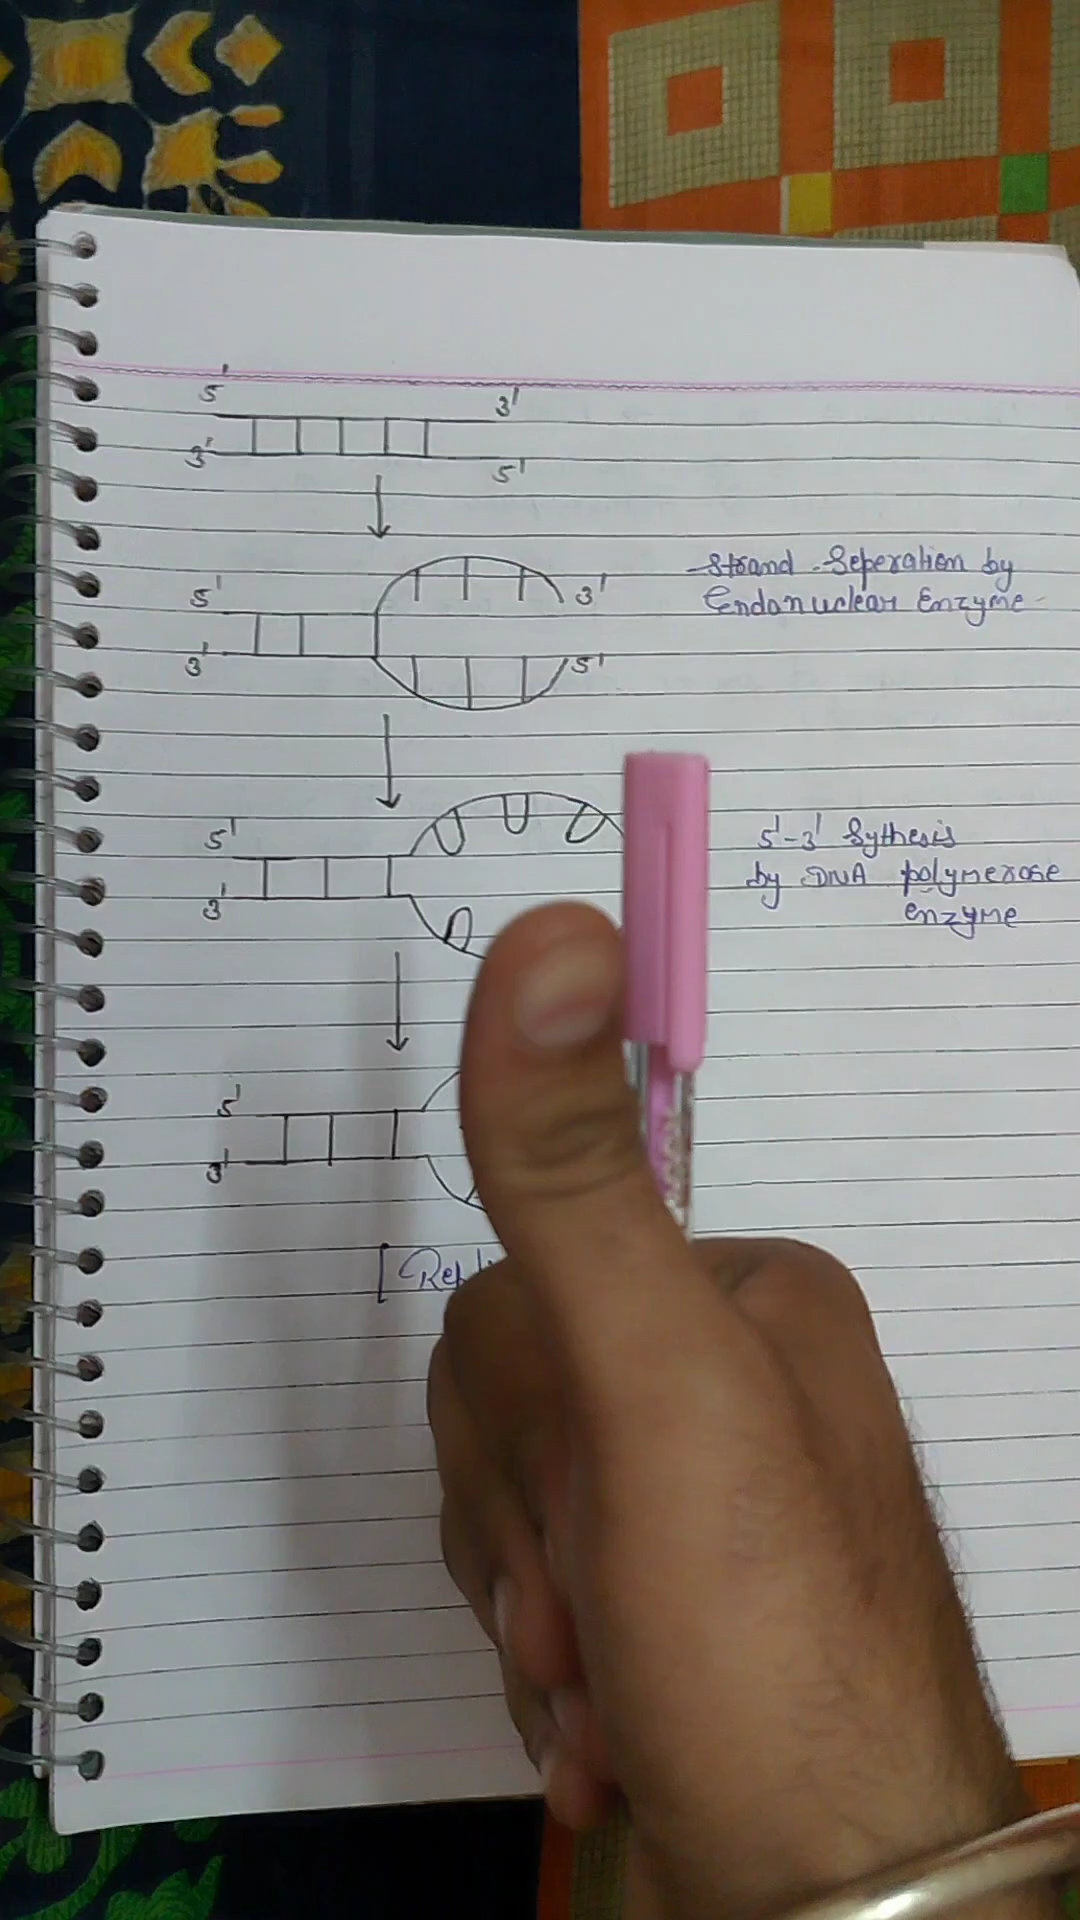 5' 3'
3' 5'
Strand Seperation by
5' 3' Endonuclear Enzyme
3' 5'
5' 5'-3' Sythesis
by DNA polymerase
3' enzyme
5'
3'